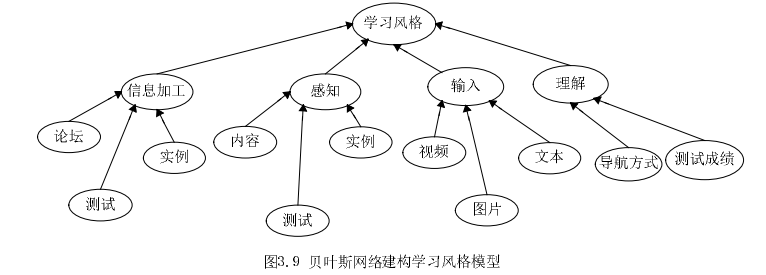 学习风格
信息加工
感知
输入
理解
论坛
测试
实例
内容
测试
实例
视频
图片
文本
导航方式
测试成绩
图3.9 贝叶斯网络建构学习风格模型